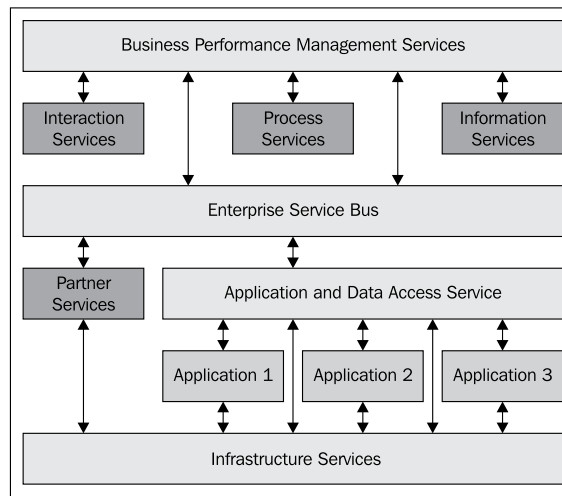 Business Performance Management Services
Interaction
Services
Process
Services
Information
Services
Enterprise Service Bus
Partner
Services
Application and Data Access Service
Application 1
Application 2
Application 3
Infrastructure Services